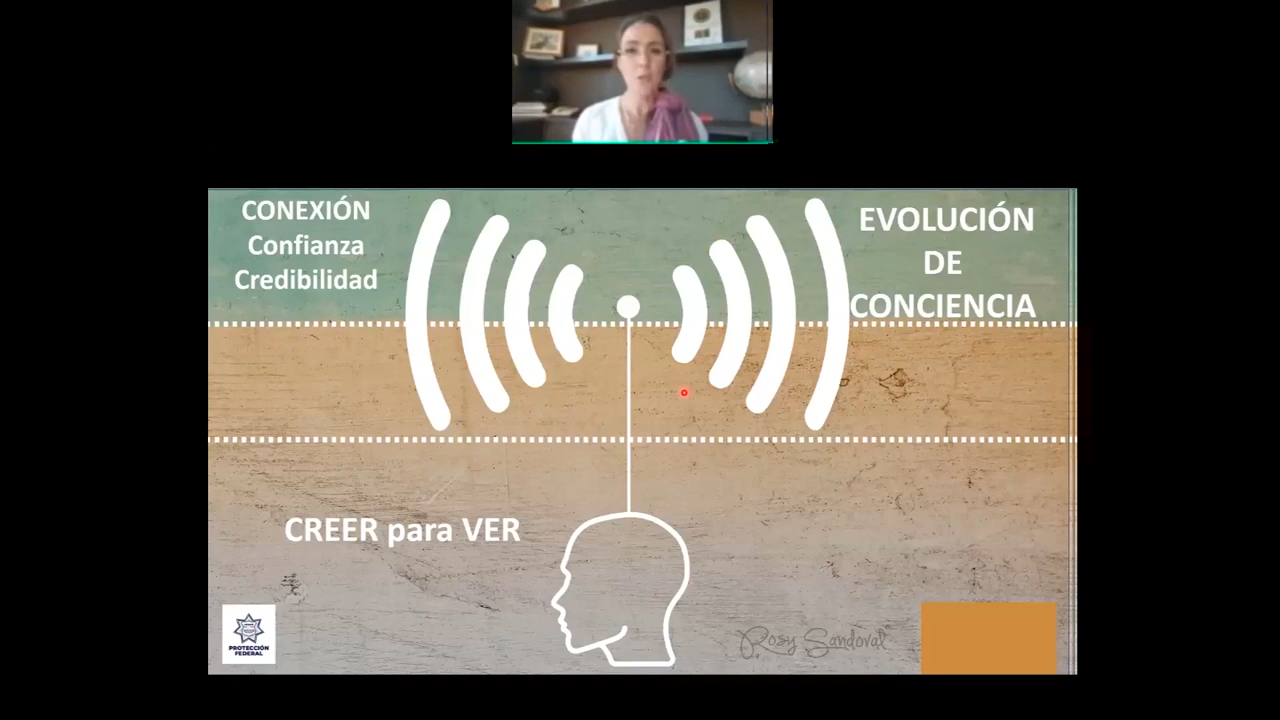 CONEXIÓN
Confianza
Credibilidad
EVOLUCIÓN
DE
CONCIENCIA
CREER para VER
PROTECCIÓN
FEDERAL
Rosy Sandoval